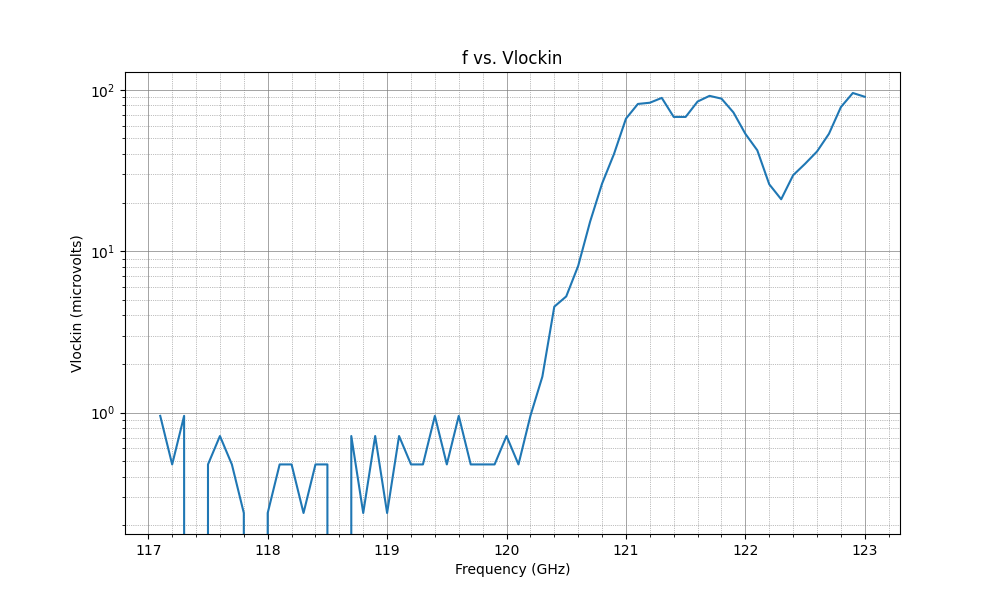 f vs. Vlockin
Vlockin (microvolts)
10²
10¹
10⁰
117 118 119 120 121 122 123
Frequency (GHz)